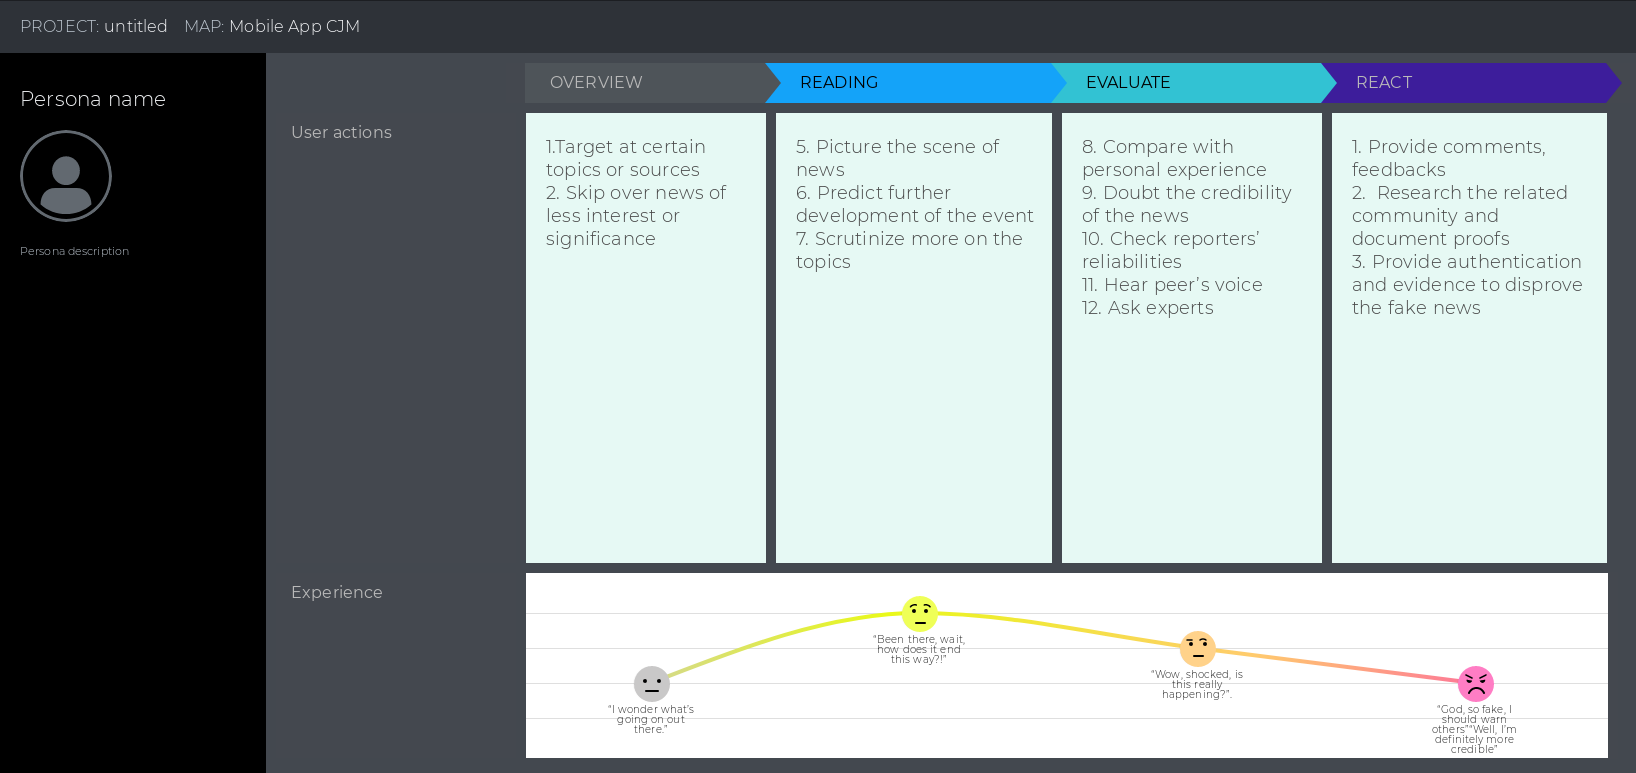 PROJECT: untitled MAP: Mobile App CJM
Persona name
Persona description
OVERVIEW
READING
EVALUATE
REACT
User actions
1.Target at certain
topics or sources
2. Skip over news of
less interest or
significance
5. Picture the scene of
news
6. Predict further
development of the event
7. Scrutinize more on the
topics
8. Compare with
personal experience
9. Doubt the credibility
of the news
10. Check reporters’
reliabilities
11. Hear peer’s voice
12. Ask experts
1. Provide comments,
feedbacks
2.  Research the related
community and
document proofs
3. Provide authentication
and evidence to disprove
the fake news
Experience
“I wonder what’s
going on out
there.”
“Been there, wait,
how does it end
this way?!”
“Wow, shocked, is
this really
happening?”.
“God, so fake, I
should warn
others”“Well, I’m
definitely more
credible”